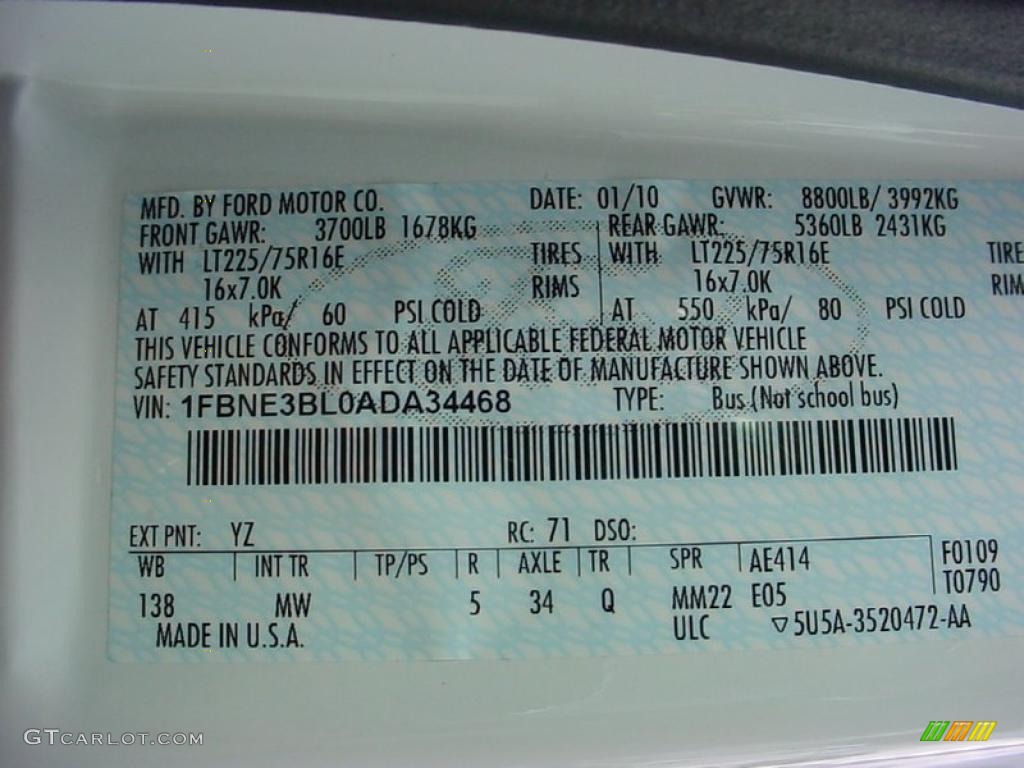 MFD. BY FORD MOTOR CO. DATE: 01/10 GVWR: 8800LB/ 3992KG
FRONT GAWR: 3700LB 1678KG REAR GAWR: 5360LB 2431KG
WITH LT225/75R16E TIRES WITH LT225/75R16E TIRE
16x7.0K RIMS 16x7.0K RIM
AT 415 kPa/ 60 PSI COLD AT 550 kPa/ 80 PSI COLD
THIS VEHICLE CONFORMS TO ALL APPLICABLE FEDERAL MOTOR VEHICLE
SAFETY STANDARDS IN EFFECT ON THE DATE OF MANUFACTURE SHOWN ABOVE.
VIN: 1FBNE3BL0ADA34468 TYPE: Bus (Not school bus)
EXT PNT: YZ RC: 71 DSO:
WB INT TR TP/PS R AXLE TR SPR AE414 F0109
T0790
138 MW 5 34 Q MM22 E05
MADE IN U.S.A. ULC ▽5U5A-3520472-AA
GTCARLOT.COM